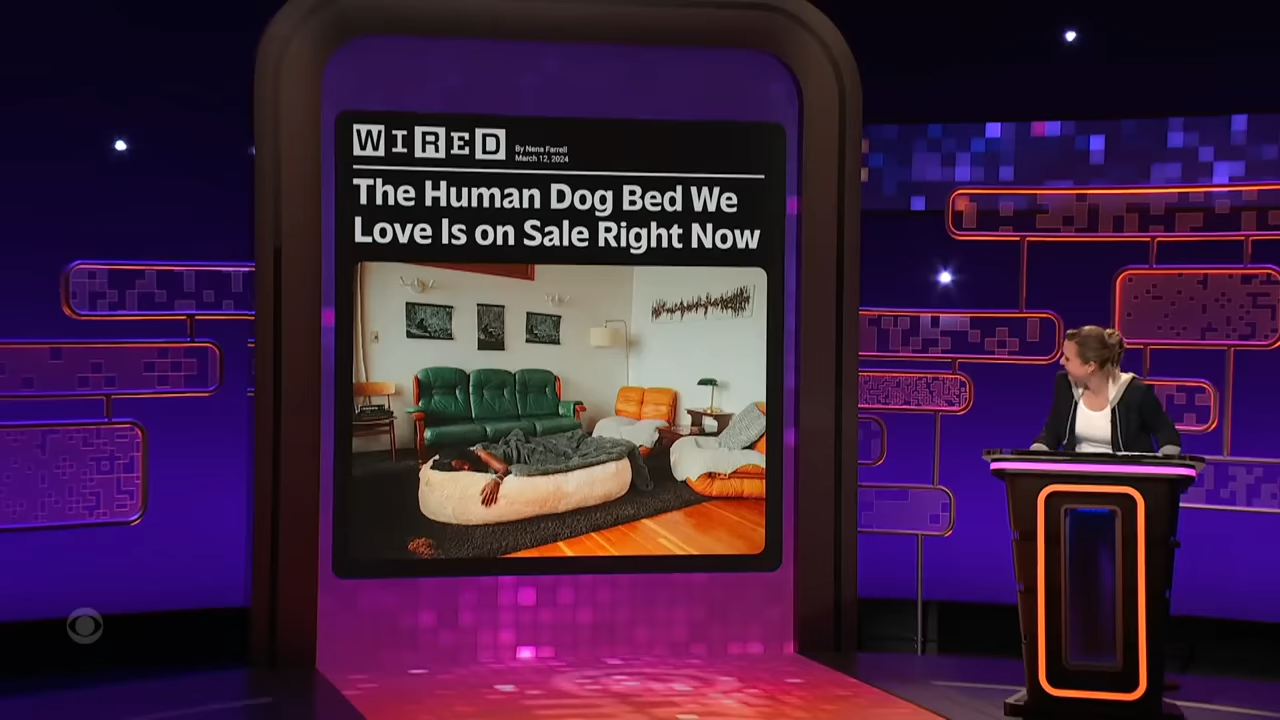 WIRED
By Nena Farrell
March 12, 2024
The Human Dog Bed We
Love Is on Sale Right Now